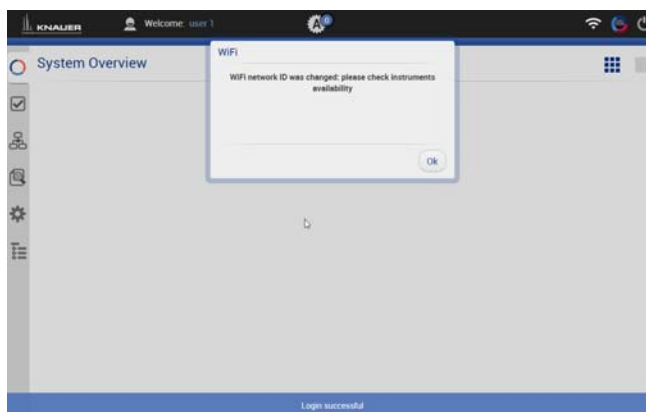 KNAUER
Welcome: user 1
System Overview
WiFi
WiFi network ID was changed: please check instruments
availability
Ok
Login successful